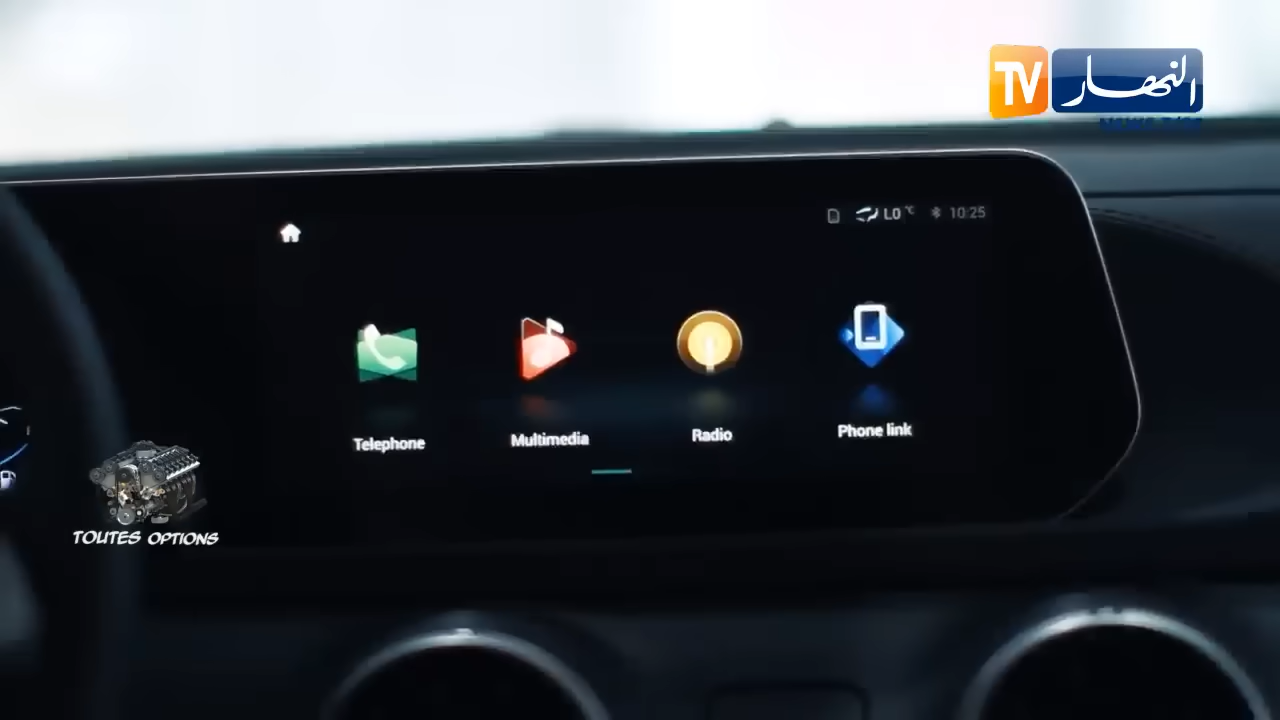 TV النهار
LO °C 10:25
Telephone
Multimedia
Radio
Phone link
TOUTES OPTIONS